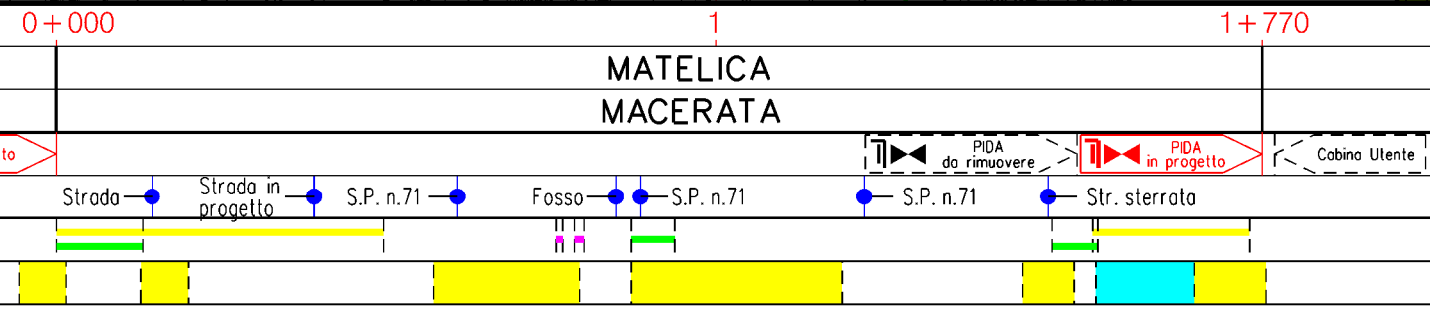 0+000 1 1+770
MATELICA
MACERATA
to PIDA da rimuovere PIDA in progetto Cabina Utente
Strada Strada in progetto S.P. n.71 Fosso S.P. n.71 S.P. n.71 Str. sterrata